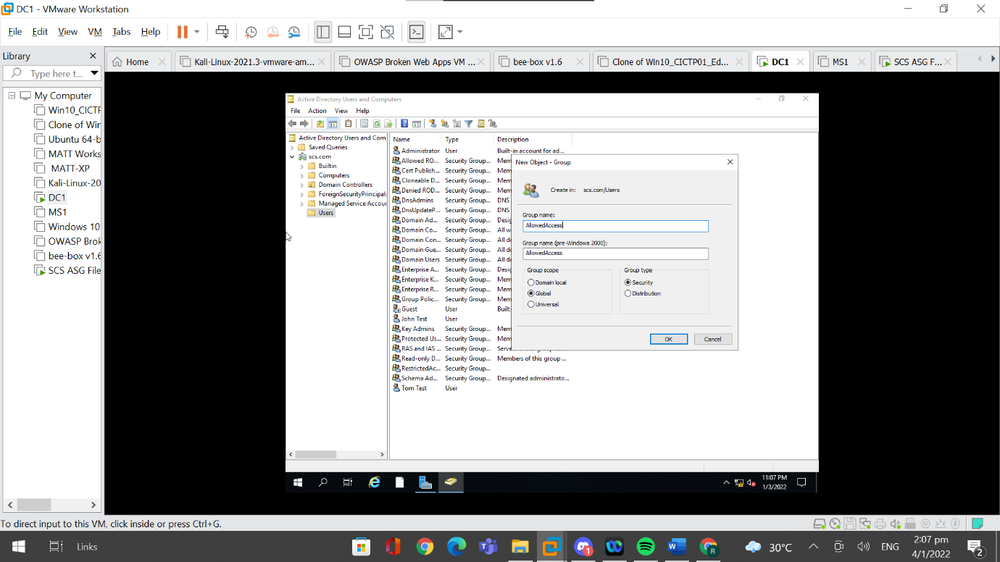 DC1 - VMware Workstation
File Edit View VM Tabs Help
Library
Type here t...
Home
Kali-Linux-2021.3-vmware-am...
OWASP Broken Web Apps VM ...
bee-box v1.6
Clone of Win10_CICTP01_Ed...
DC1
MS1
SCS ASG F...
My Computer
Win10_CICTP
Clone of Win
Ubuntu 64-b
MATT Works
MATT-XP
Kali-Linux-20
DC1
MS1
Windows 10
OWASP Brok
bee-box v1.6
SCS ASG File
Active Directory Users and Computers
File Action View Help
Active Directory Users and Com
Saved Queries
scs.com
Builtin
Computers
Domain Controllers
ForeignSecurityPrincipals
Managed Service Accour
Users
Name Type Description
Administrator User Built-in account for ad...
Allowed RO... Security Group... Mem
Cert Publish... Security Group... Mem
Cloneable D... Security Group... Mem
Denied ROD... Security Group... Mem
DnsAdmins Security Group... DNS
DnsUpdateP... Security Group... DNS
Domain Ad... Security Group... Desig
Domain Co... Security Group... All w
Domain Con... Security Group... All do
Domain Gue... Security Group... All do
Domain Users Security Group... All do
Enterprise A... Security Group... Desig
Enterprise K... Security Group... Mem
Enterprise R... Security Group... Mem
Group Polic... Security Group... Mem
Guest User Built-
John Test User
Key Admins Security Group... Mem
Protected Us... Security Group... Mem
RAS and IAS ... Security Group...
Read-only D... Security Group... Members of this group ...
RestrictedAc... Security Group...
Schema Ad... Security Group... Designated administrato...
Tom Test User
New Object - Group
Create in: scs.com/Users
Group name:
AllowedAccess
Group name (pre-Windows 2000):
AllowedAccess
Group scope
Domain local
Global
Universal
Group type
Security
Distribution
OK Cancel
11:07 PM
1/3/2022
To direct input to this VM, click inside or press Ctrl+G.
Links
1
R
30°C
ENG
2:07 pm
4/1/2022
2